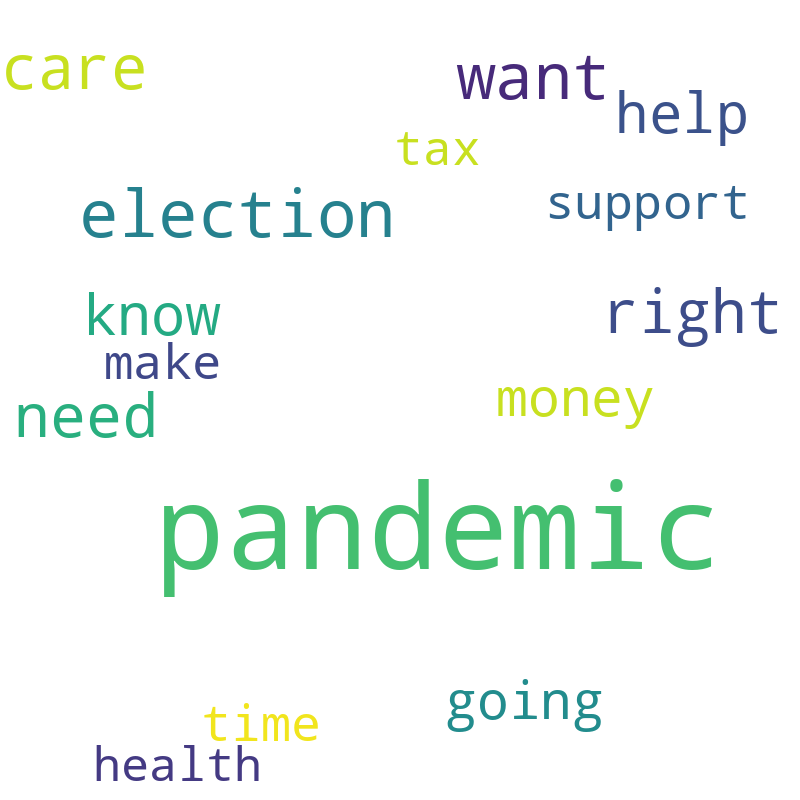 care
want
help
tax
election
support
know
right
make
money
need
pandemic
going
time
health